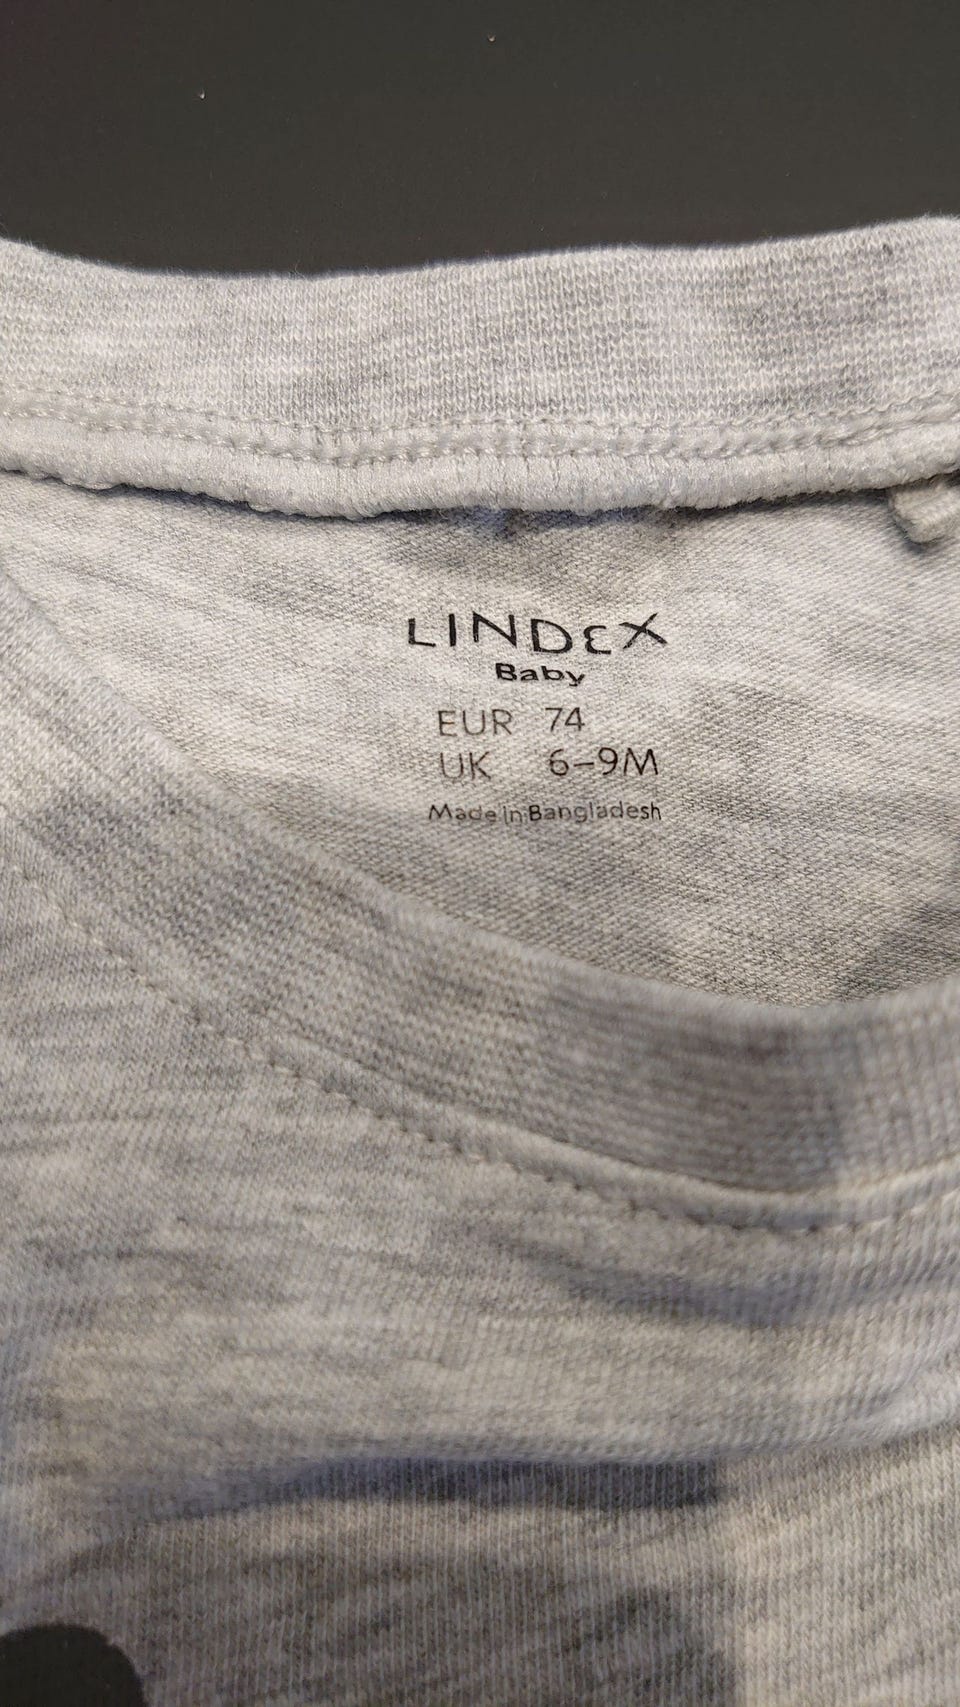 LINDEX
Baby
EUR 74
UK 6-9M
Made in Bangladesh